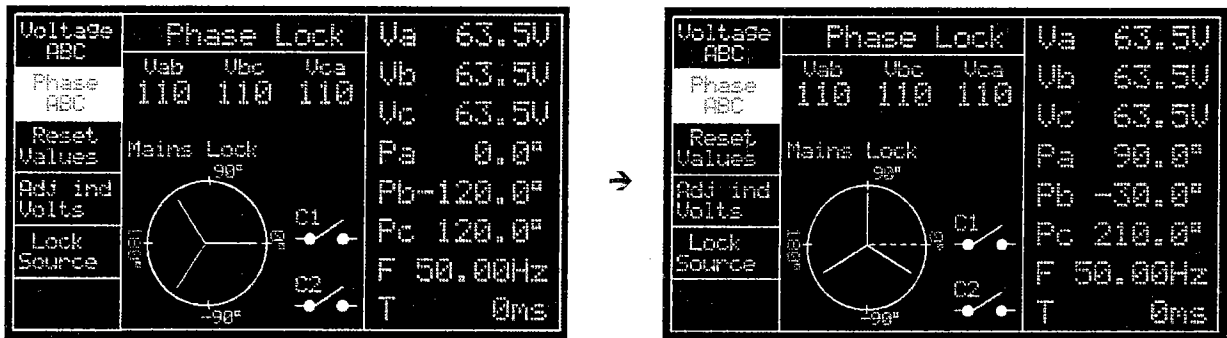 Voltage
ABC
Phase
ABC
Reset
Values
Adj ind
Volts
Lock
Source
Phase Lock
Vab Vbc Vca
110 110 110
Mains Lock
90°
180°
0°
-90°
C1
C2
Va 63.5V
Vb 63.5V
Vc 63.5V
Pa 0.0°
Pb-120.0°
Pc 120.0°
F 50.00Hz
T 0ms
→
Voltage
ABC
Phase
ABC
Reset
Values
Adj ind
Volts
Lock
Source
Phase Lock
Vab Vbc Vca
110 110 110
Mains Lock
90°
180°
0°
-90°
C1
C2
Va 63.5V
Vb 63.5V
Vc 63.5V
Pa 90.0°
Pb -30.0°
Pc 210.0°
F 50.00Hz
T 0ms